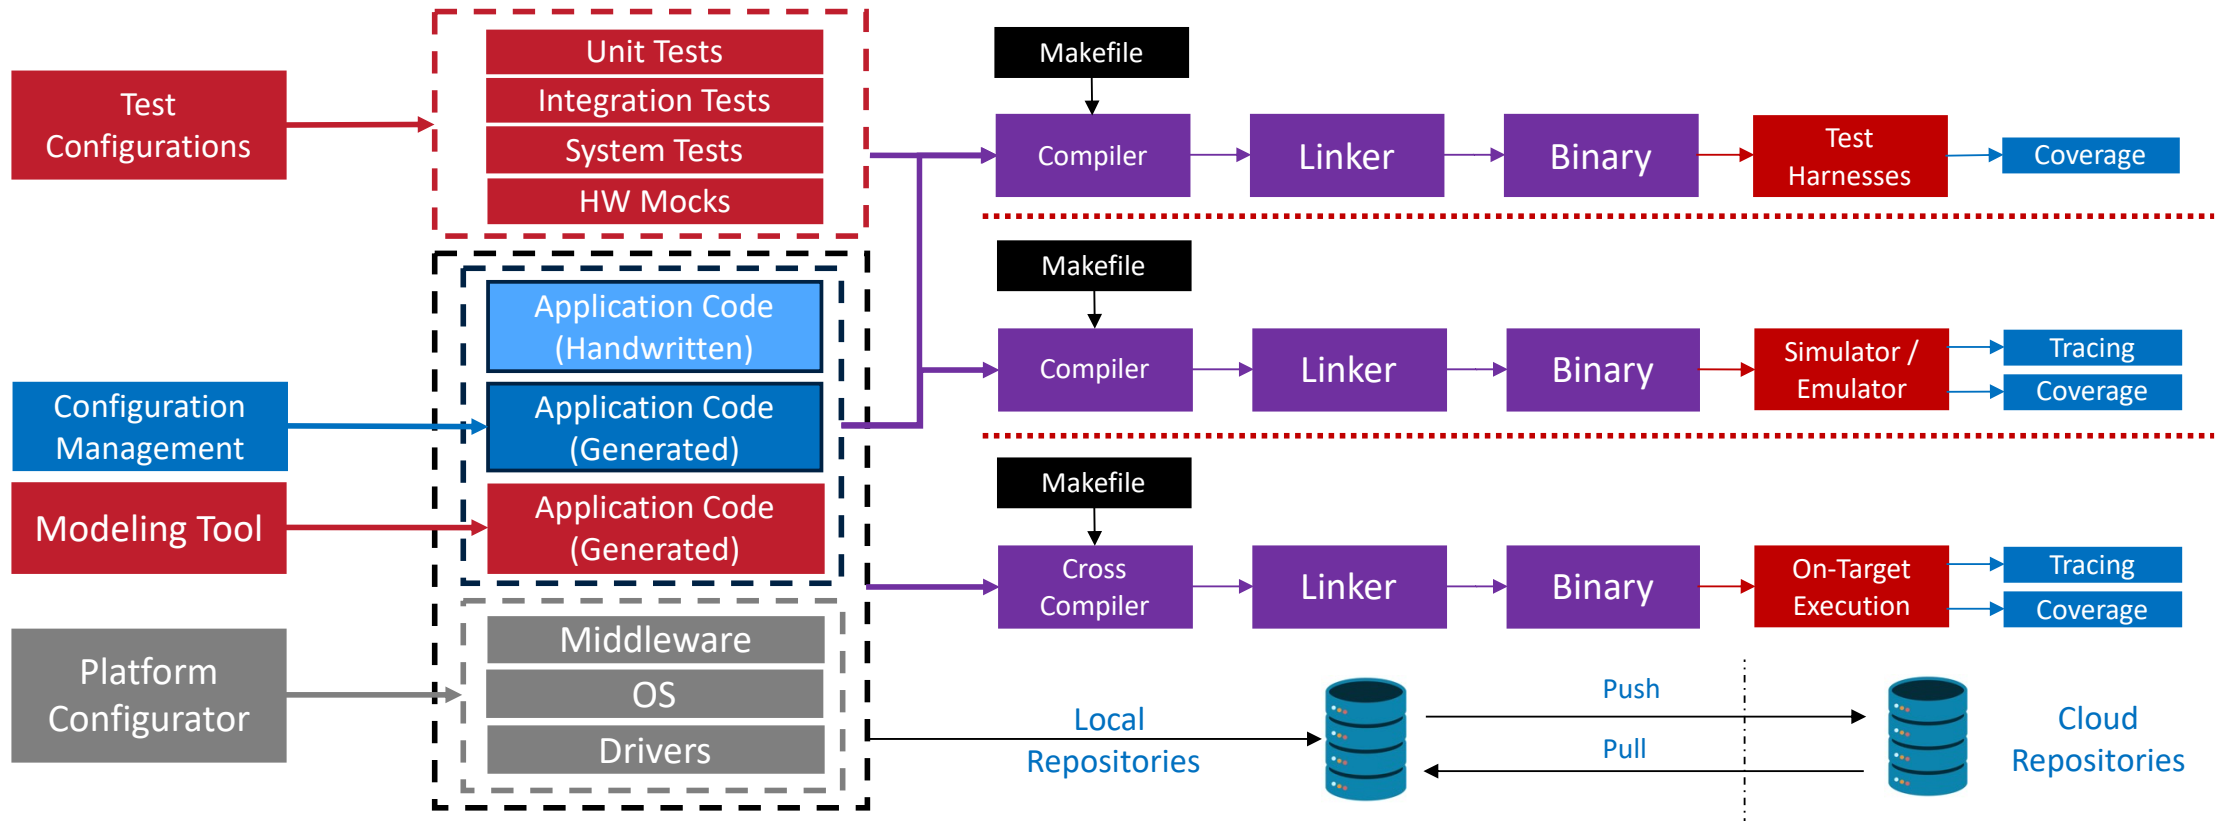 Test
Configurations
Configuration
Management
Modeling Tool
Platform
Configurator
Unit Tests
Integration Tests
System Tests
HW Mocks
Application Code
(Handwritten)
Application Code
(Generated)
Application Code
(Generated)
Middleware
OS
Drivers
Makefile
Compiler
Linker
Binary
Test
Harnesses
Coverage
Makefile
Compiler
Linker
Binary
Simulator /
Emulator
Tracing
Coverage
Makefile
Cross
Compiler
Linker
Binary
On-Target
Execution
Tracing
Coverage
Local
Repositories
Push
Pull
Cloud
Repositories